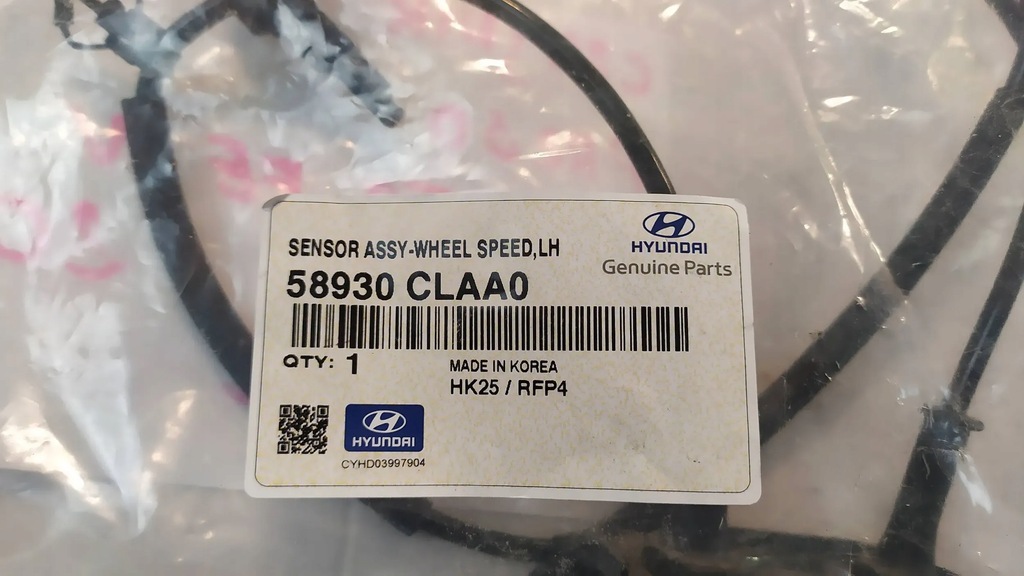 HYUNDAI
Genuine Parts
SENSOR ASSY-WHEEL SPEED,LH
58930 CLAA0
QTY: 1
MADE IN KOREA
HK25 / RFP4
HYUNDAI
CYHD03997904